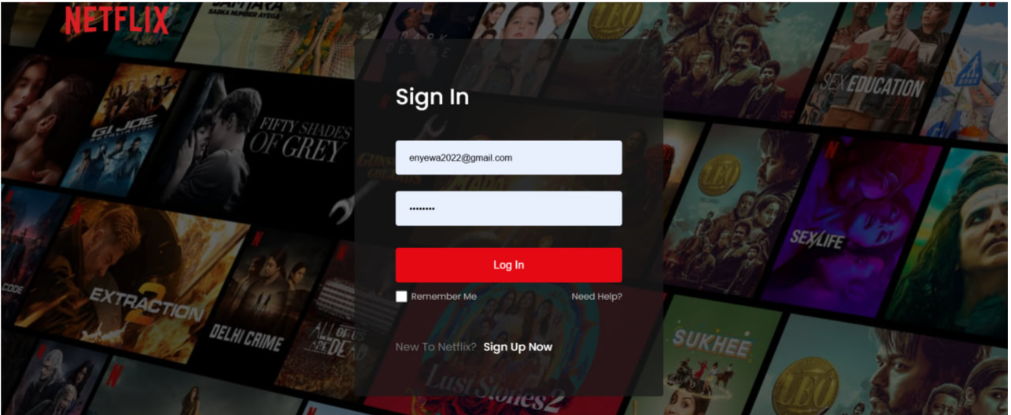 NETFLIX
Sign In
enyewa2022@gmail.com
Log In
Remember Me
Need Help?
New To Netflix? Sign Up Now
G.I. JOE
FIFTY SHADES
OF GREY
SEX EDUCATION
SEX/LIFE
EXTRACTION
2
DELHI CRIME
ALL OF US
ARE DEAD
CODE
SUKHEE
Lust Stories 2
LEO
LEO
LEO